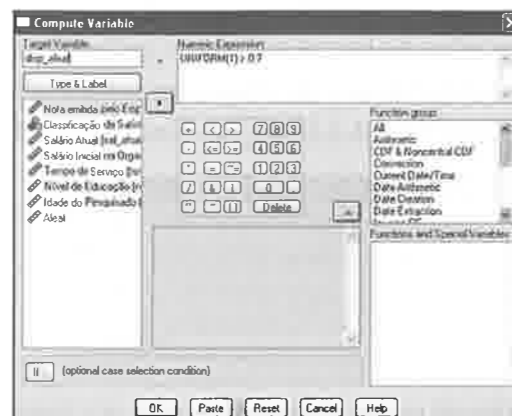 Compute Variable
Target Variable
=
Numeric Expression
UNIFORM(1) > 0.7
Type & Label
Nota emitida pelo
Classificação de
Salário Atual
Salário Inicial na
Tempo de Serviço
Nível de Educação
Idade do Pesquisado
Aleat
+ < > 7 8 9
- <= >= 4 5 6
* = ~= 1 2 3
/ & | 0 .
** ~ () Delete
Function group:
All
Arithmetic
CDF & Noncentral CDF
Conversion
Current Date/Time
Date Arithmetic
Date Creation
Date Extraction
Functions and Special Variables
If (optional case selection condition)
OK Paste Reset Cancel Help